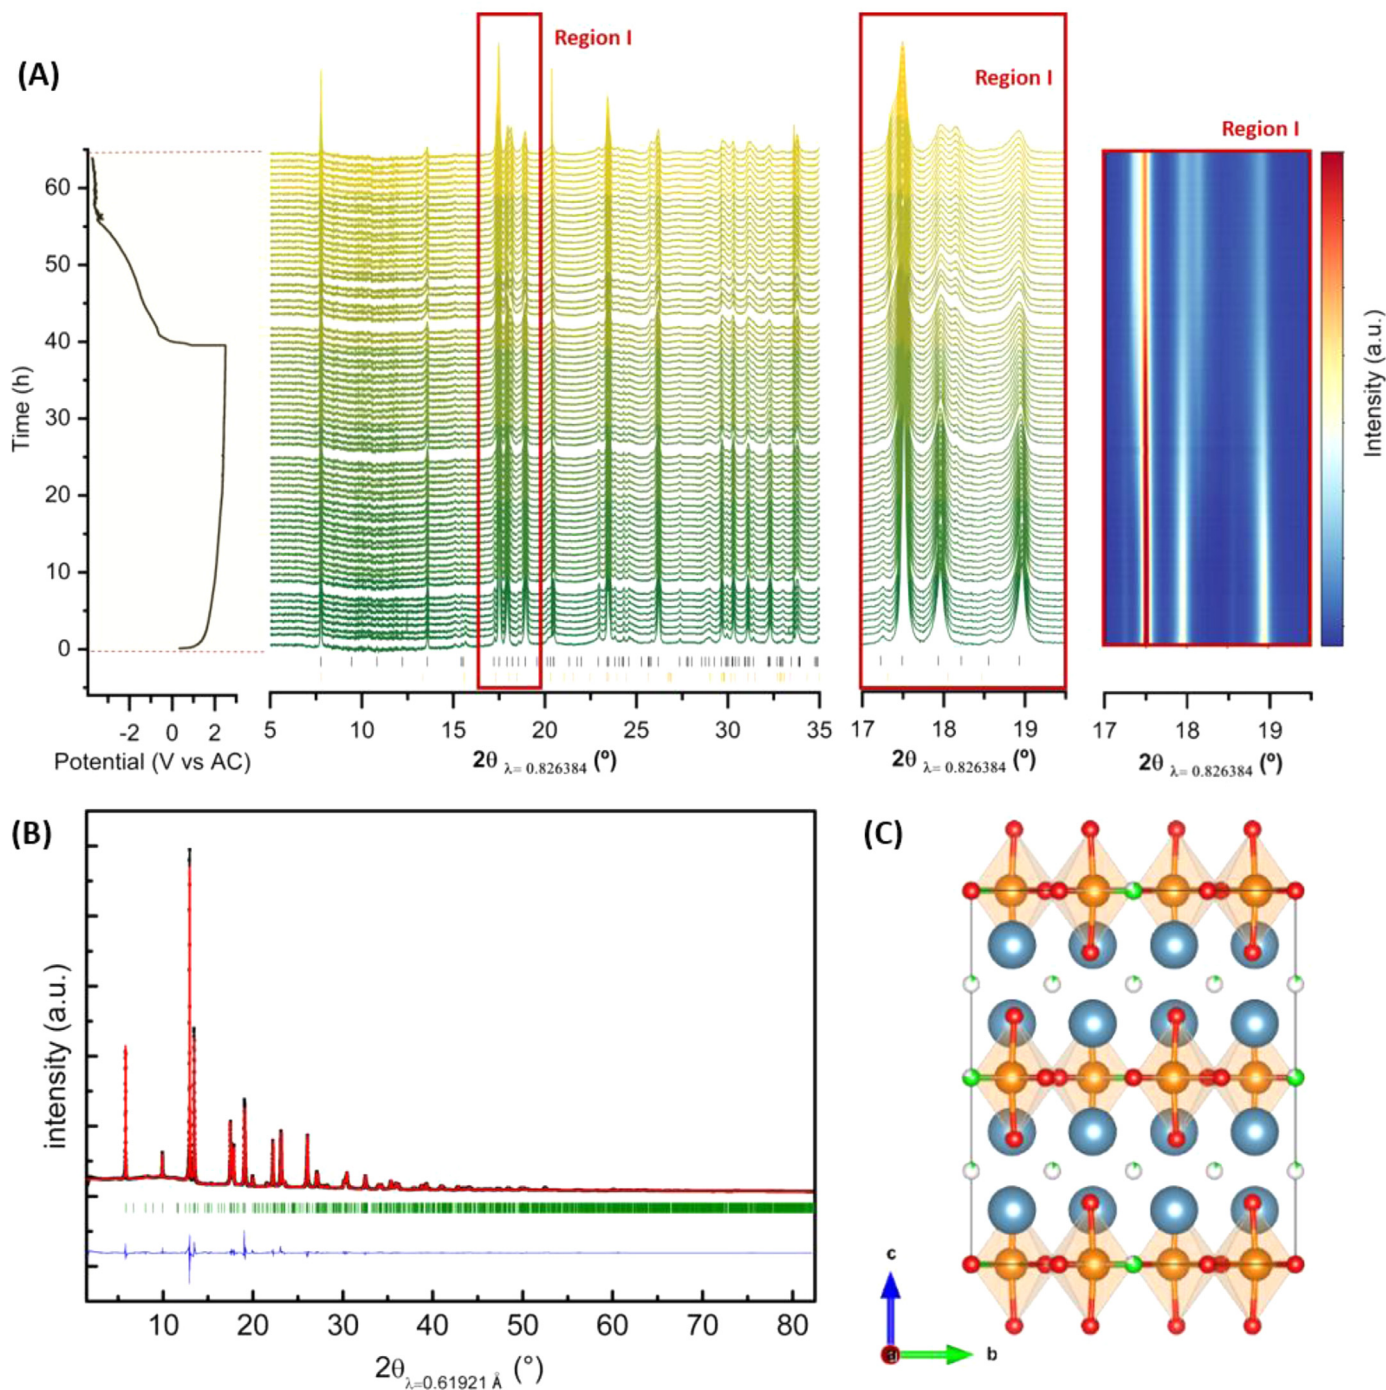 (A)
Region I
Region I
Region I
Time (h)
60
50
40
30
20
10
0
-2 0 2
Potential (V vs AC)
5 10 15 20 25 30 35
2θ λ= 0.826384 (º)
17 18 19
2θ λ= 0.826384 (º)
17 18 19
2θ λ= 0.826384 (º)
Intensity (a.u.)
(B)
intensity (a.u.)
10 20 30 40 50 60 70 80
2θλ=0.61921 Å (°)
(C)
c
a
b